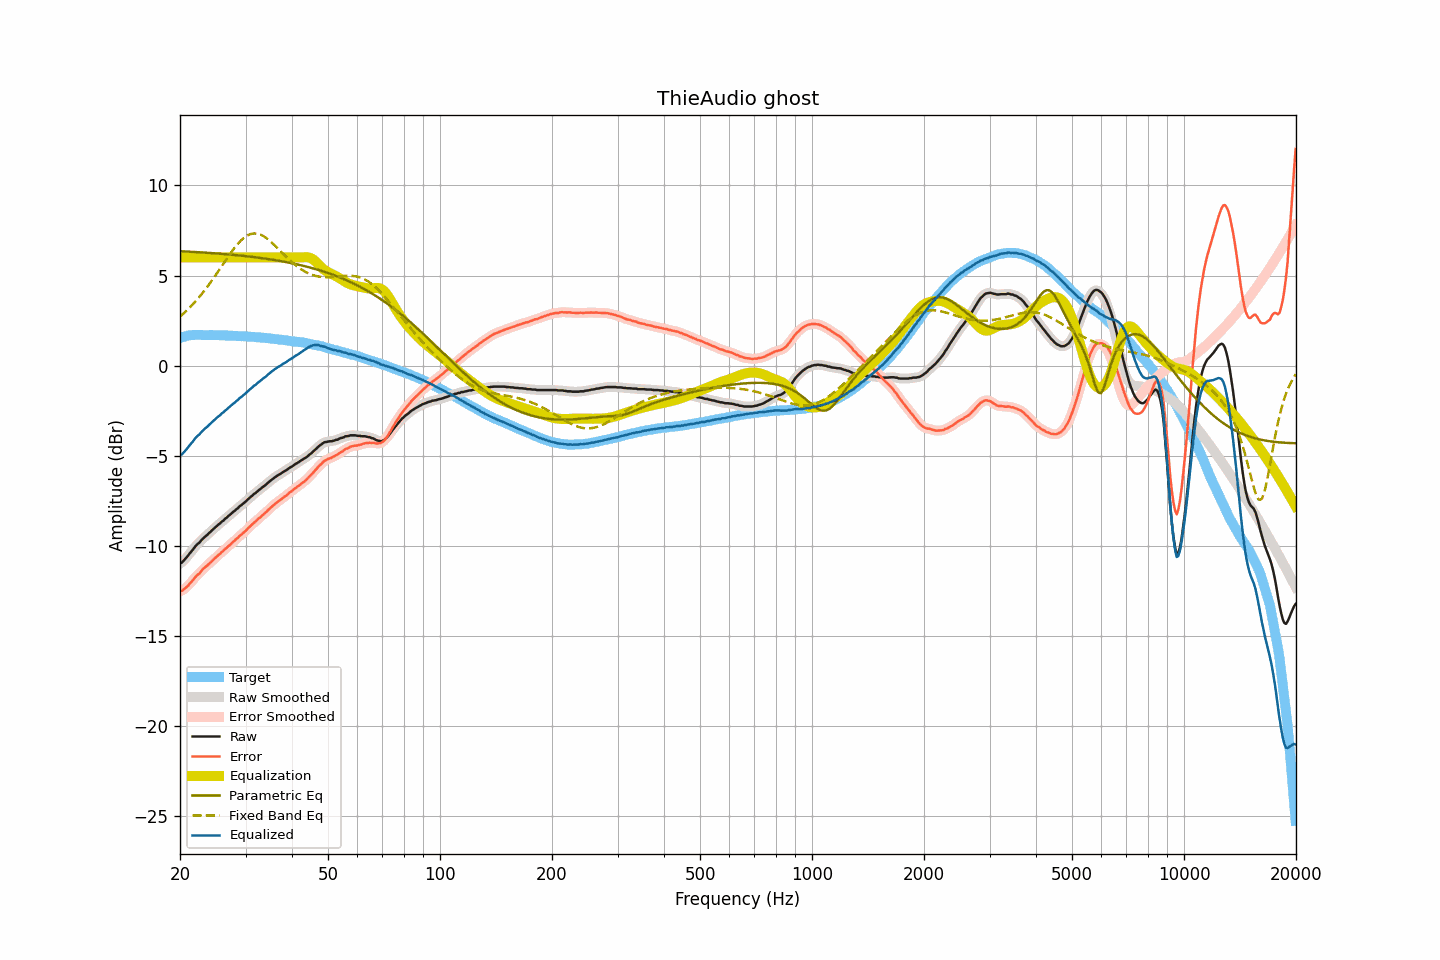 ThieAudio ghost
Amplitude (dBr)
10
5
0
−5
−10
−15
−20
−25
Target
Raw Smoothed
Error Smoothed
Raw
Error
Equalization
Parametric Eq
Fixed Band Eq
Equalized
20 50 100 200 500 1000 2000 5000 10000 20000
Frequency (Hz)